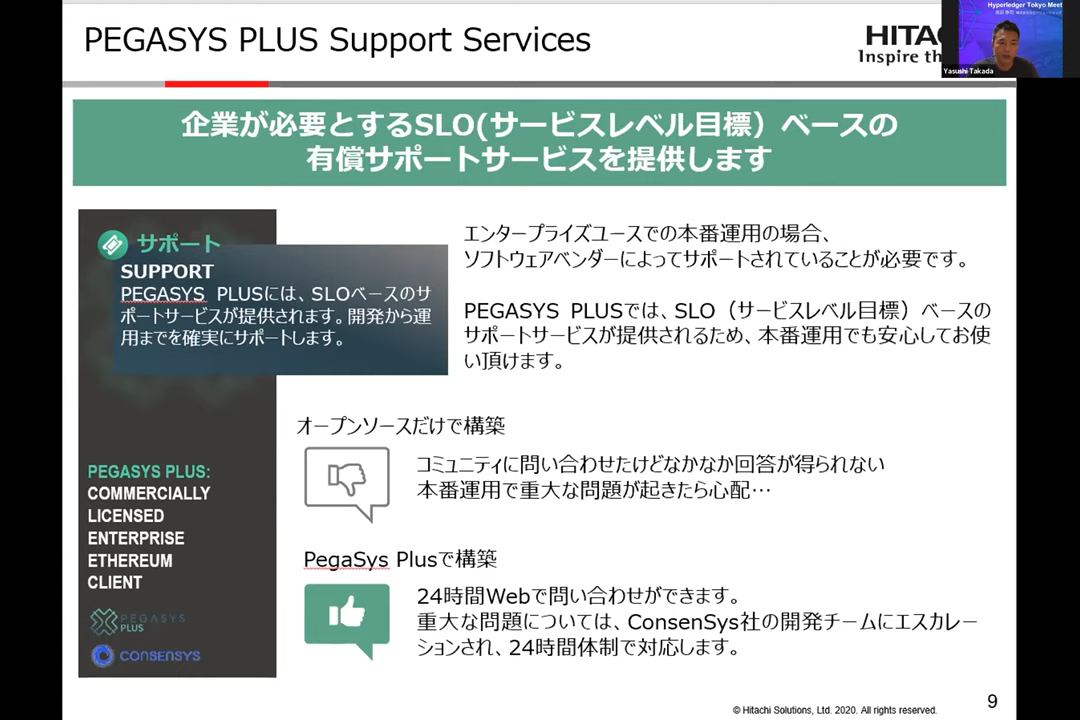 PEGASYS PLUS Support Services
HITAC
Inspire th
Hyperledger Tokyo Meet
Yasushi Takada
企業が必要とするSLO(サービスレベル目標）ベースの
有償サポートサービスを提供します
サポート
SUPPORT
PEGASYS PLUSには、SLOベースのサ
ポートサービスが提供されます。開発から運
用までを確実にサポートします。
エンタープライズユースでの本番運用の場合、
ソフトウェアベンダーによってサポートされていることが必要です。
PEGASYS PLUSでは、SLO（サービスレベル目標）ベースの
サポートサービスが提供されるため、本番運用でも安心してお使
い頂けます。
オープンソースだけで構築
コミュニティに問い合わせたけどなかなか回答が得られない
本番運用で重大な問題が起きたら心配…
PEGASYS PLUS:
COMMERCIALLY
LICENSED
ENTERPRISE
ETHEREUM
CLIENT
PEGASYS
PLUS
CONSENSYS
PegaSys Plusで構築
24時間Webで問い合わせができます。
重大な問題については、ConsenSys社の開発チームにエスカレー
ションされ、24時間体制で対応します。
© Hitachi Solutions, Ltd. 2020. All rights reserved.
9